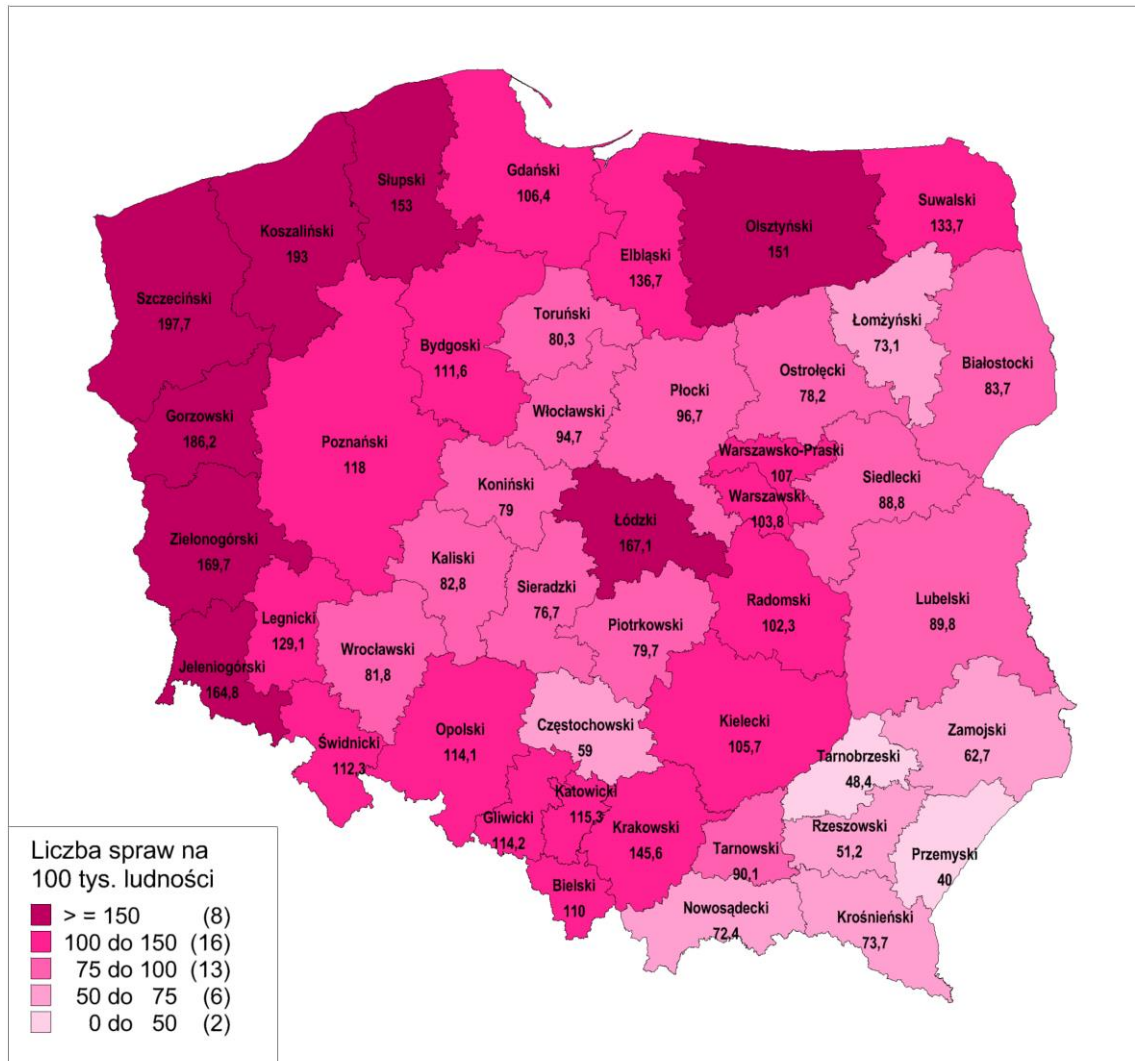 Gdański
106,4
Słupski
153
Suwalski
133,7
Olsztyński
151
Koszaliński
193
Elbląski
136,7
Szczeciński
197,7
Toruński
80,3
Łomżyński
73,1
Bydgoski
111,6
Ostrołęcki
78,2
Białostocki
83,7
Płocki
96,7
Gorzowski
186,2
Włocławski
94,7
Poznański
118
Warszawsko-Praski
107
Koniński
79
Siedlecki
88,8
Warszawski
103,8
Łódzki
167,1
Zielonogórski
169,7
Kaliski
82,8
Sieradzki
76,7
Radomski
102,3
Lubelski
89,8
Legnicki
129,1
Piotrkowski
79,7
Wrocławski
81,8
Jeleniogórski
164,8
Kielecki
105,7
Częstochowski
59
Opolski
114,1
Zamojski
62,7
Świdnicki
112,3
Tarnobrzeski
48,4
Katowicki
115,3
Gliwicki
114,2
Krakowski
145,6
Rzeszowski
51,2
Tarnowski
90,1
Przemyski
40
Bielski
110
Nowosądecki
72,4
Krośnieński
73,7
Liczba spraw na
100 tys. ludności
> = 150 (8)
100 do 150 (16)
75 do 100 (13)
50 do 75 (6)
0 do 50 (2)